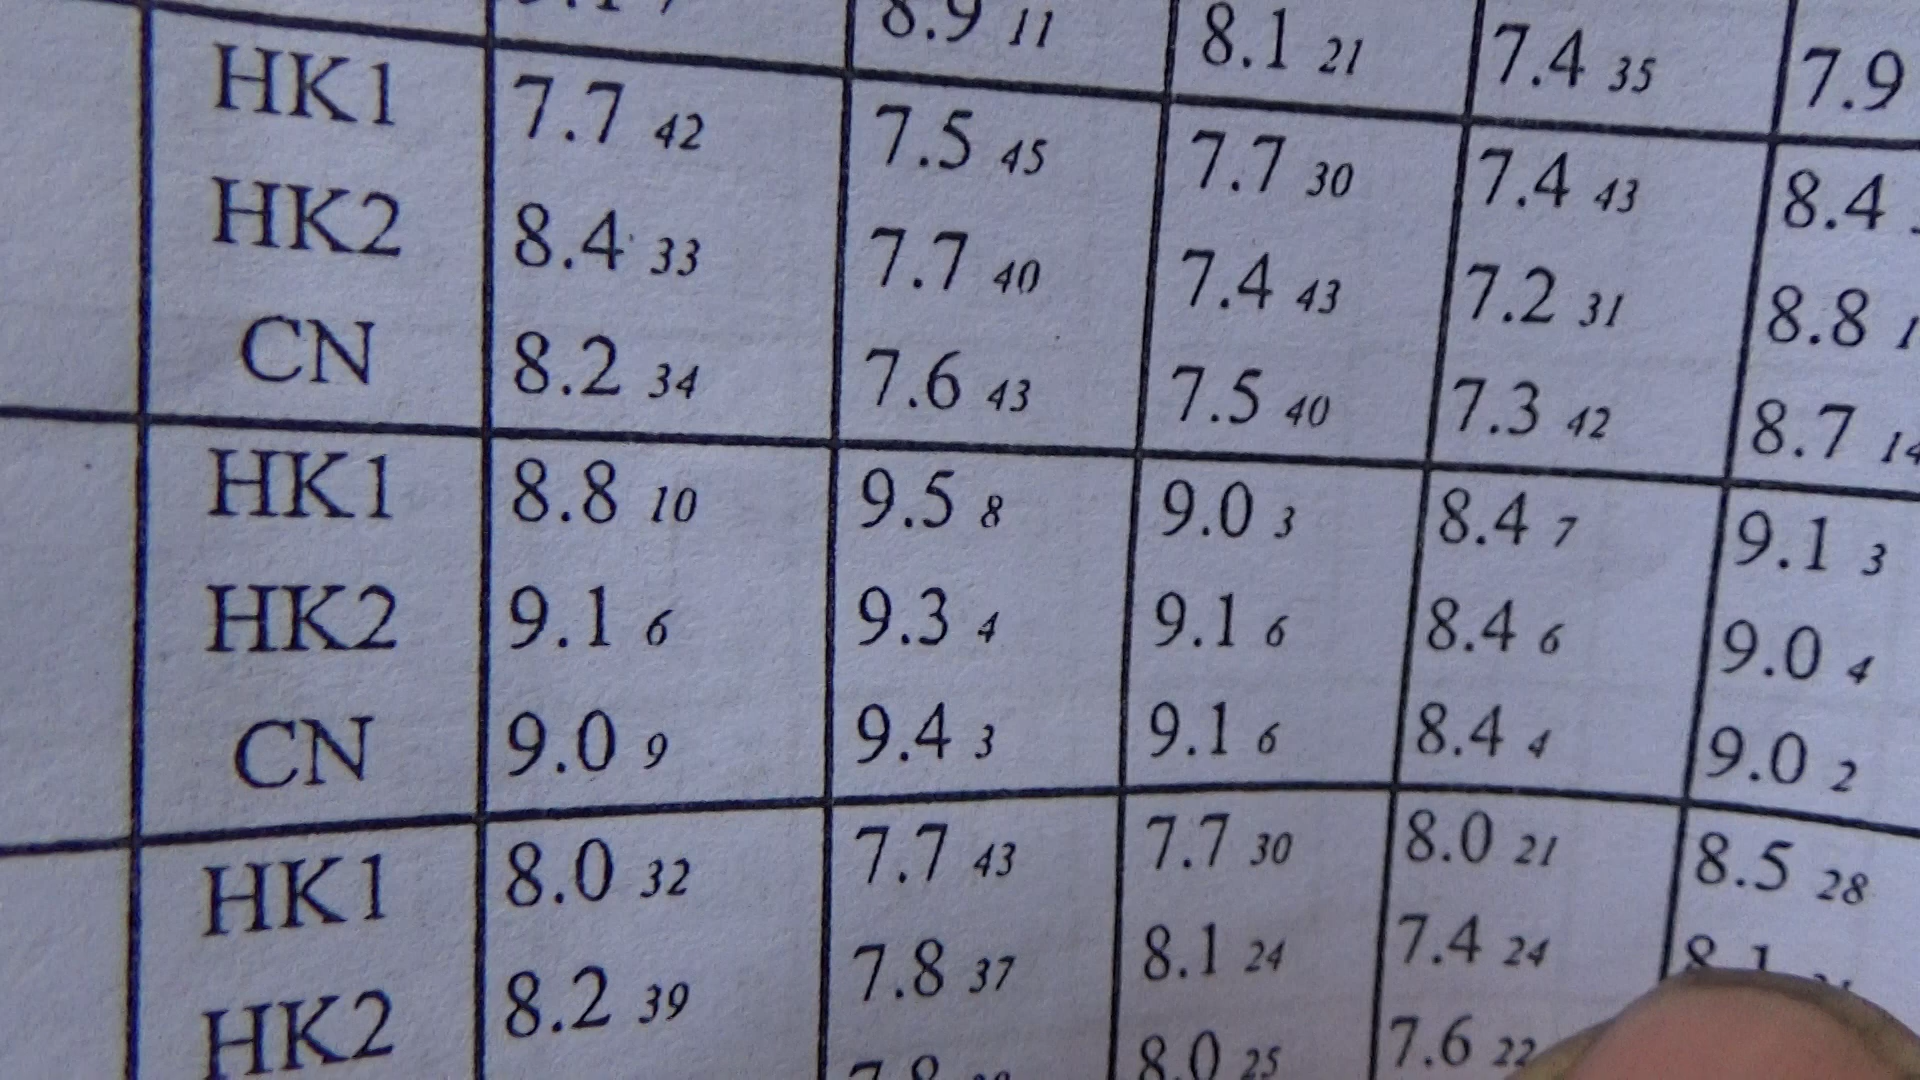 8.9 11 8.1 21 7.4 35 7.9
HK1 7.7 42 7.5 45 7.7 30 7.4 43 8.4
HK2 8.4 33 7.7 40 7.4 43 7.2 31 8.8
CN 8.2 34 7.6 43 7.5 40 7.3 42 8.7 14
HK1 8.8 10 9.5 8 9.0 3 8.4 7 9.1 3
HK2 9.1 6 9.3 4 9.1 6 8.4 6 9.0 4
CN 9.0 9 9.4 3 9.1 6 8.4 4 9.0 2
HK1 8.0 32 7.7 43 7.7 30 8.0 21 8.5 28
HK2 8.2 39 7.8 37 8.1 24 7.4 24 8.1
8.0 25 7.6 22